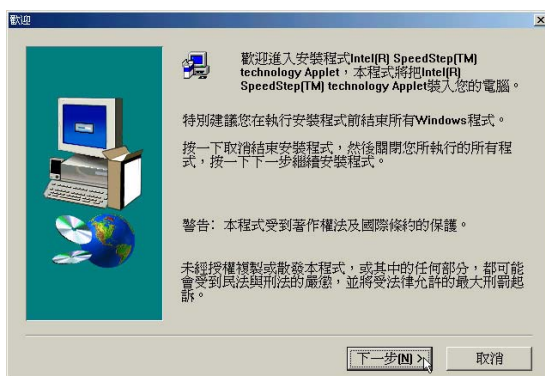 歡迎
歡迎進入安裝程式Intel(R) SpeedStep(TM)
technology Applet，本程式將把Intel(R)
SpeedStep(TM) technology Applet裝入您的電腦。
特別建議您在執行安裝程式前結束所有Windows程式。
按一下取消結束安裝程式，然後關閉您所執行的所有程
式，按一下下一步繼續安裝程式。
警告: 本程式受到著作權法及國際條約的保護。
未經授權複製或散發本程式，或其中的任何部分，都可能
會受到民法與刑法的嚴懲，並將受法律允許的最大刑罰起
訴。
下一步(N) >
取消